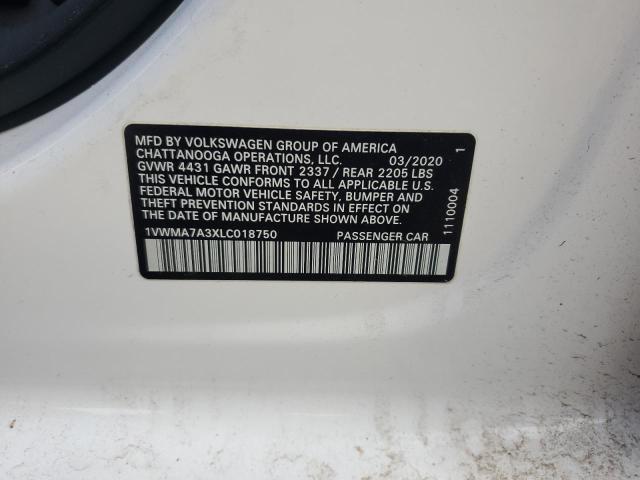 MFD BY VOLKSWAGEN GROUP OF AMERICA
CHATTANOOGA OPERATIONS, LLC. 03/2020
GVWR 4431 GAWR FRONT 2337 / REAR 2205 LBS
THIS VEHICLE CONFORMS TO ALL APPLICABLE U.S.
FEDERAL MOTOR VEHICLE SAFETY, BUMPER AND
THEFT PREVENTION STANDARDS IN EFFECT ON THE
DATE OF MANUFACTURE SHOWN ABOVE.
1VWMA7A3XLC018750 PASSENGER CAR
1110004 1